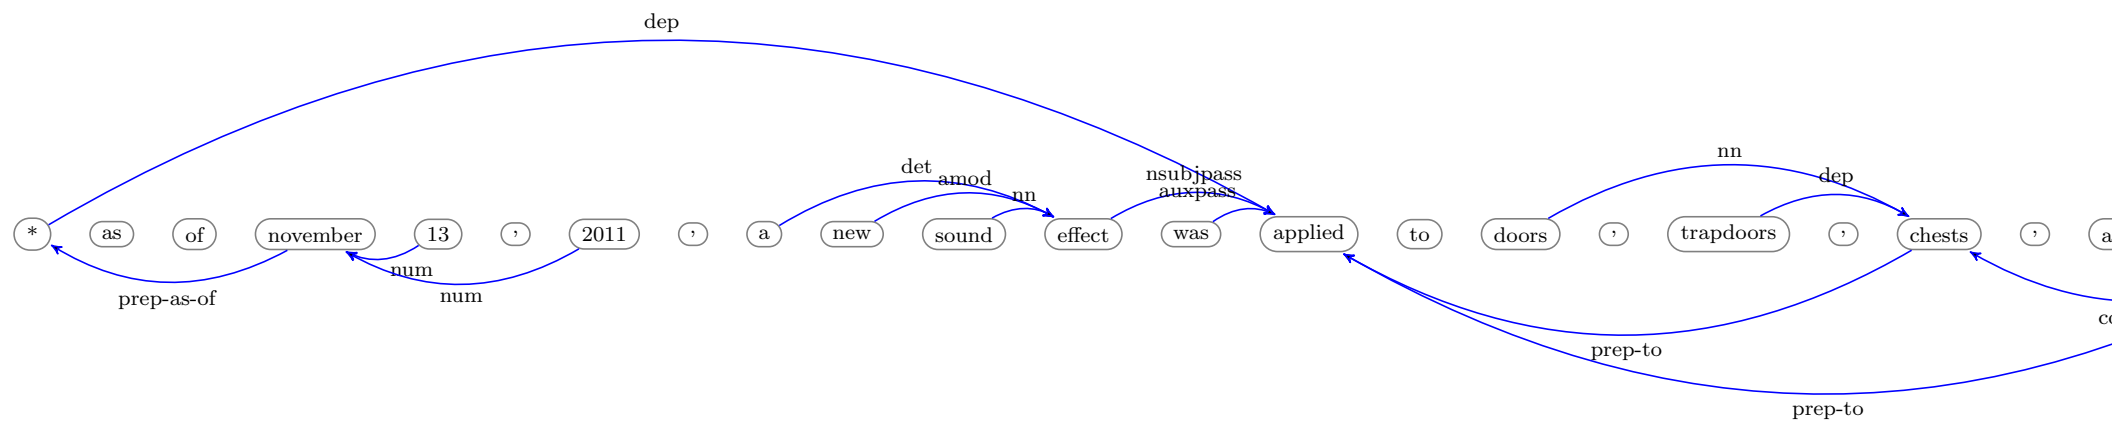 dep
nn
det
dep
nsubjpass
amod
auxpass
nn
* as of november 13 , 2011 , a new sound effect was applied to doors , trapdoors , chests , a
num
prep-as-of
num
co
prep-to
prep-to